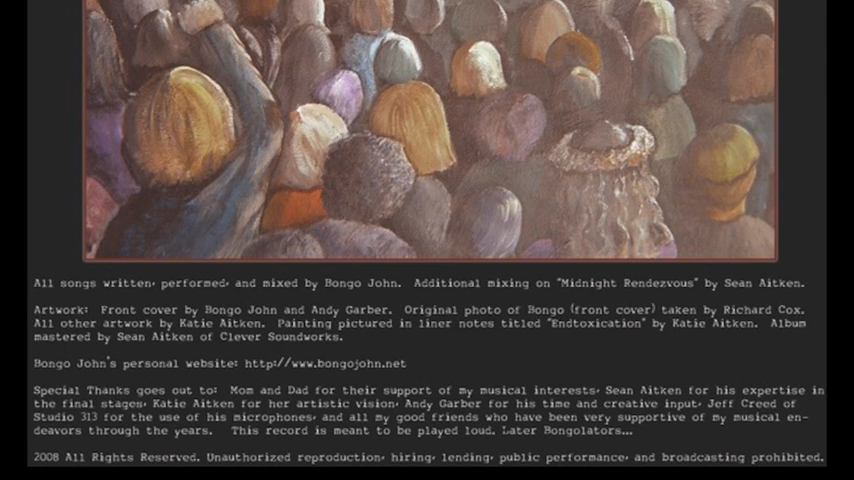 All songs written, performed, and mixed by Bongo John. Additional mixing on "Midnight Rendezvous" by Sean Aitken.
Artwork: Front cover by Bongo John and Andy Garber. Original photo of Bongo (front cover) taken by Richard Cox.
All other artwork by Katie Aitken. Painting pictured in liner notes titled "Endtoxication" by Katie Aitken. Album
mastered by Sean Aitken of Clever Soundworks.
Bongo John's personal website: http://www.bongojohn.net
Special Thanks goes out to: Mom and Dad for their support of my musical interests, Sean Aitken for his expertise in
the final stages, Katie Aitken for her artistic vision, Andy Garber for his time and creative input, Jeff Creed of
Studio 313 for the use of his microphones, and all my good friends who have been very supportive of my musical en-
deavors through the years. This record is meant to be played loud. Later Bongolators...
2008 All Rights Reserved. Unauthorized reproduction, hiring, lending, public performance, and broadcasting prohibited.